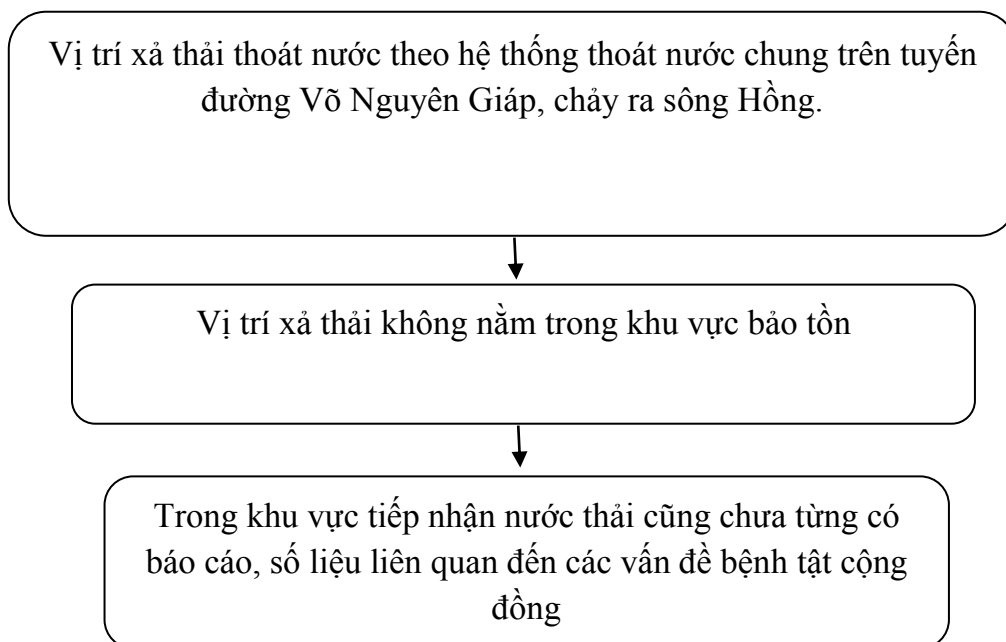 Vị trí xả thải thoát nước theo hệ thống thoát nước chung trên tuyến
đường Võ Nguyên Giáp, chảy ra sông Hồng.
Vị trí xả thải không nằm trong khu vực bảo tồn
Trong khu vực tiếp nhận nước thải cũng chưa từng có
báo cáo, số liệu liên quan đến các vấn đề bệnh tật cộng
đồng